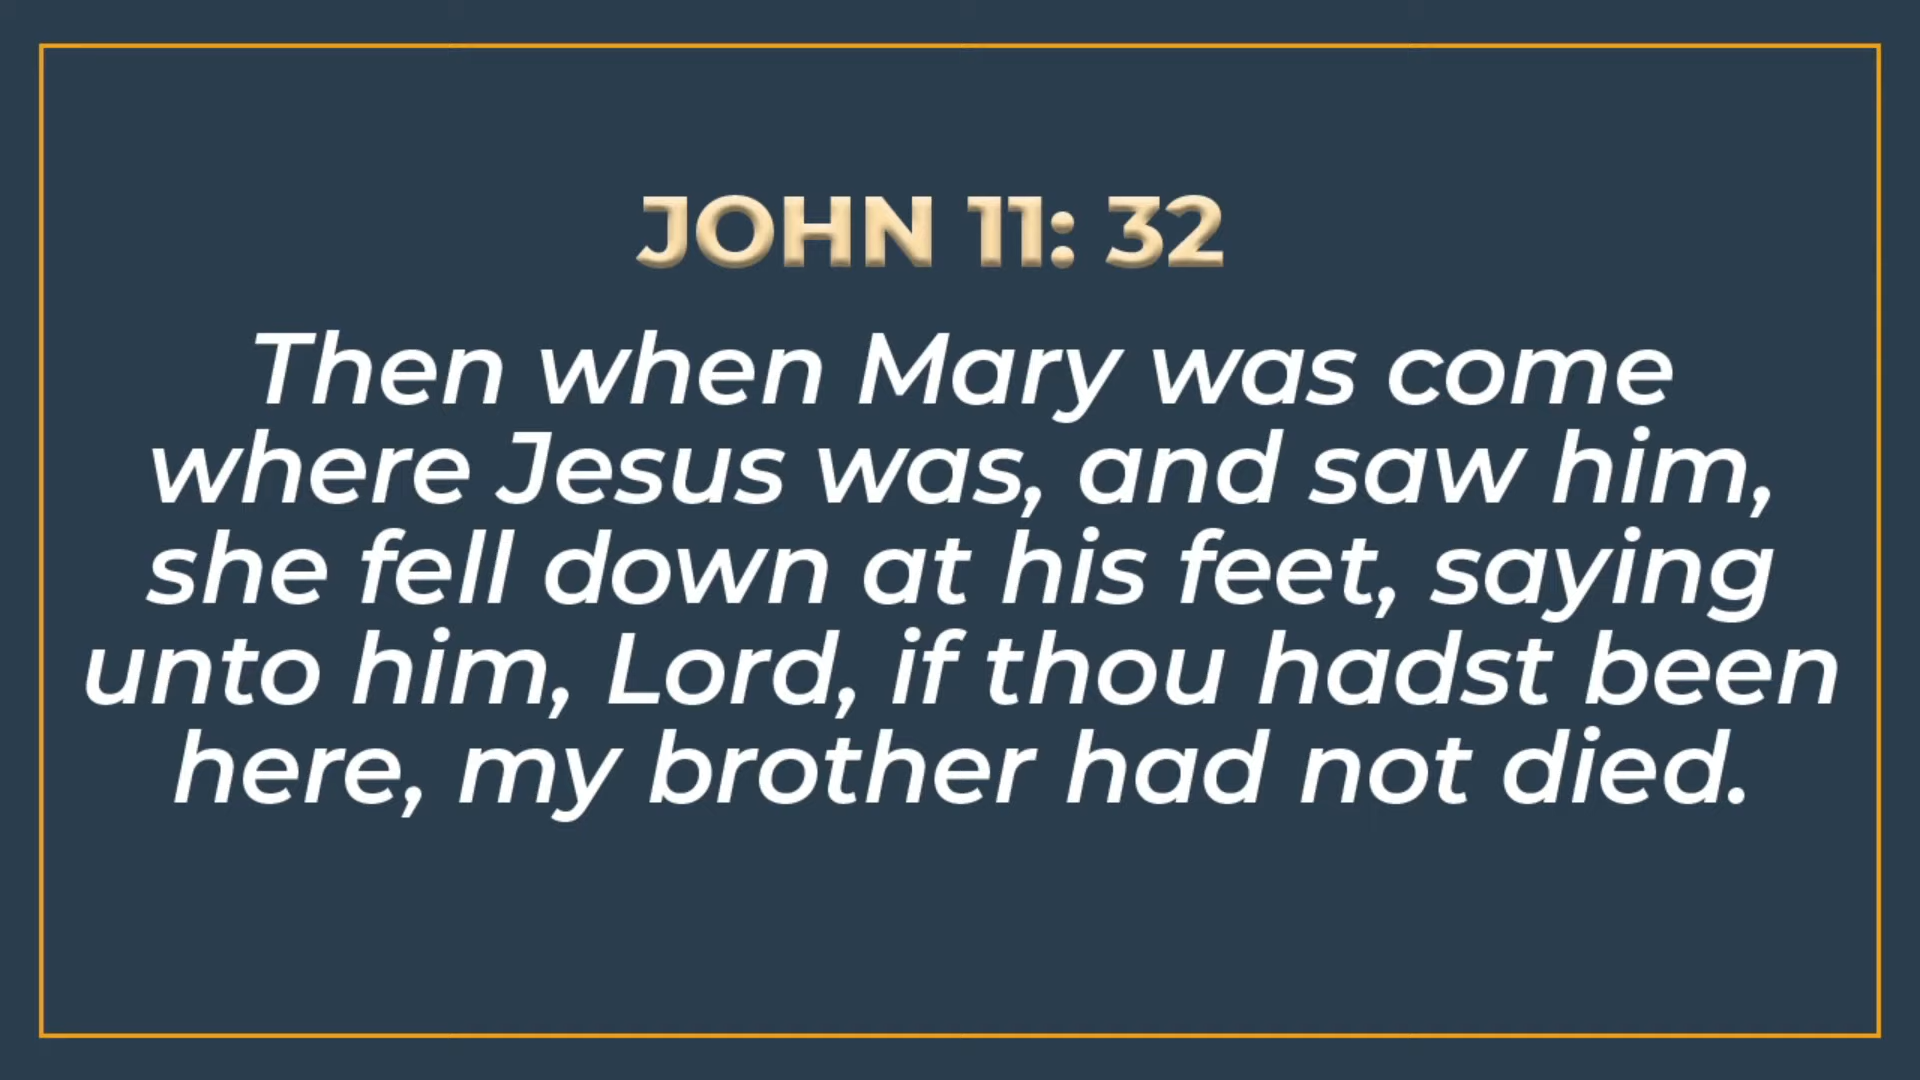 JOHN 11: 32
Then when Mary was come
where Jesus was, and saw him,
she fell down at his feet, saying
unto him, Lord, if thou hadst been
here, my brother had not died.